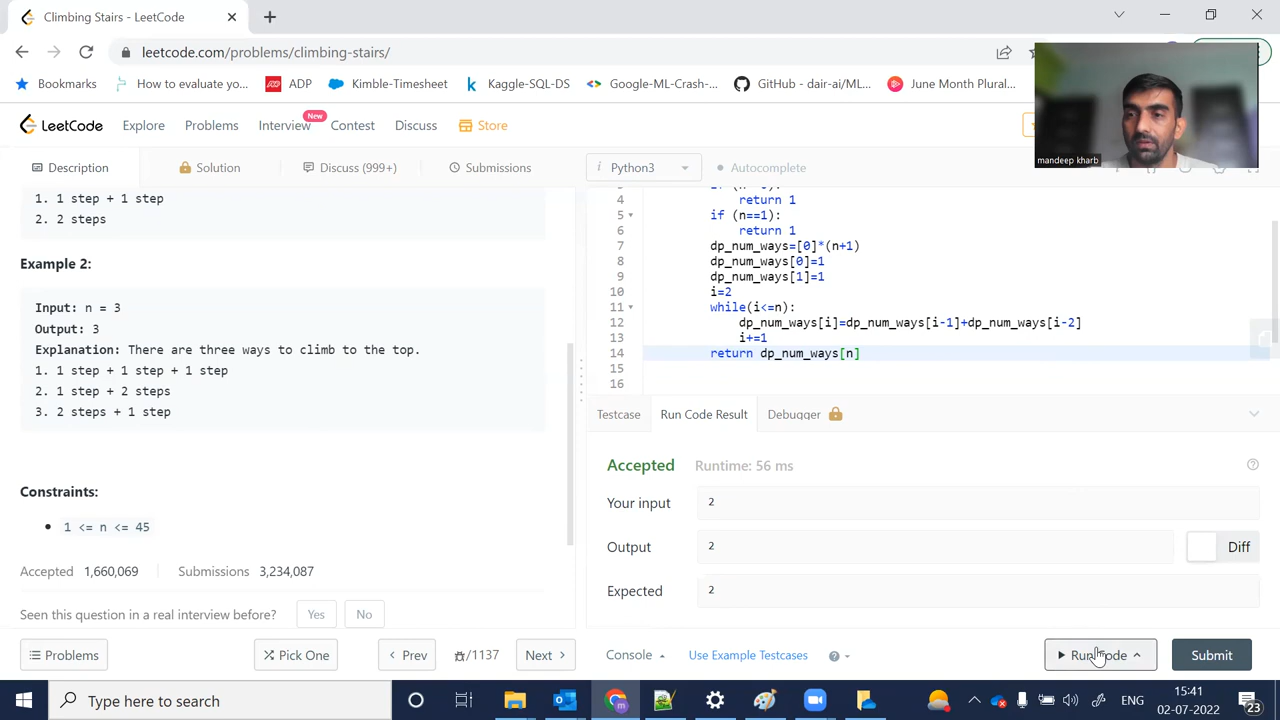 Climbing Stairs - LeetCode
leetcode.com/problems/climbing-stairs/
Bookmarks
How to evaluate you...
ADP
Kimble-Timesheet
Kaggle-SQL-DS
Google-ML-Crash-...
GitHub - dair-ai/ML...
June Month Plural...
LeetCode
Explore
Problems
Interview
New
Contest
Discuss
Store
mandeep kharb
Description
Solution
Discuss (999+)
Submissions
i Python3
Autocomplete
1. 1 step + 1 step
2. 2 steps
Example 2:
Input: n = 3
Output: 3
Explanation: There are three ways to climb to the top.
1. 1 step + 1 step + 1 step
2. 1 step + 2 steps
3. 2 steps + 1 step
Constraints:
1 <= n <= 45
Accepted 1,660,069
Submissions 3,234,087
Seen this question in a real interview before?
Yes
No
4 return 1
5 if (n==1):
6 return 1
7 dp_num_ways=[0]*(n+1)
8 dp_num_ways[0]=1
9 dp_num_ways[1]=1
10 i=2
11 while(i<=n):
12 dp_num_ways[i]=dp_num_ways[i-1]+dp_num_ways[i-2]
13 i+=1
14 return dp_num_ways[n]
15
16
Testcase
Run Code Result
Debugger
Accepted
Runtime: 56 ms
Your input
2
Output
2
Diff
Expected
2
Problems
Pick One
Prev
/1137
Next
Console
Use Example Testcases
Run Code
Submit
Type here to search
ENG
15:41
02-07-2022
23